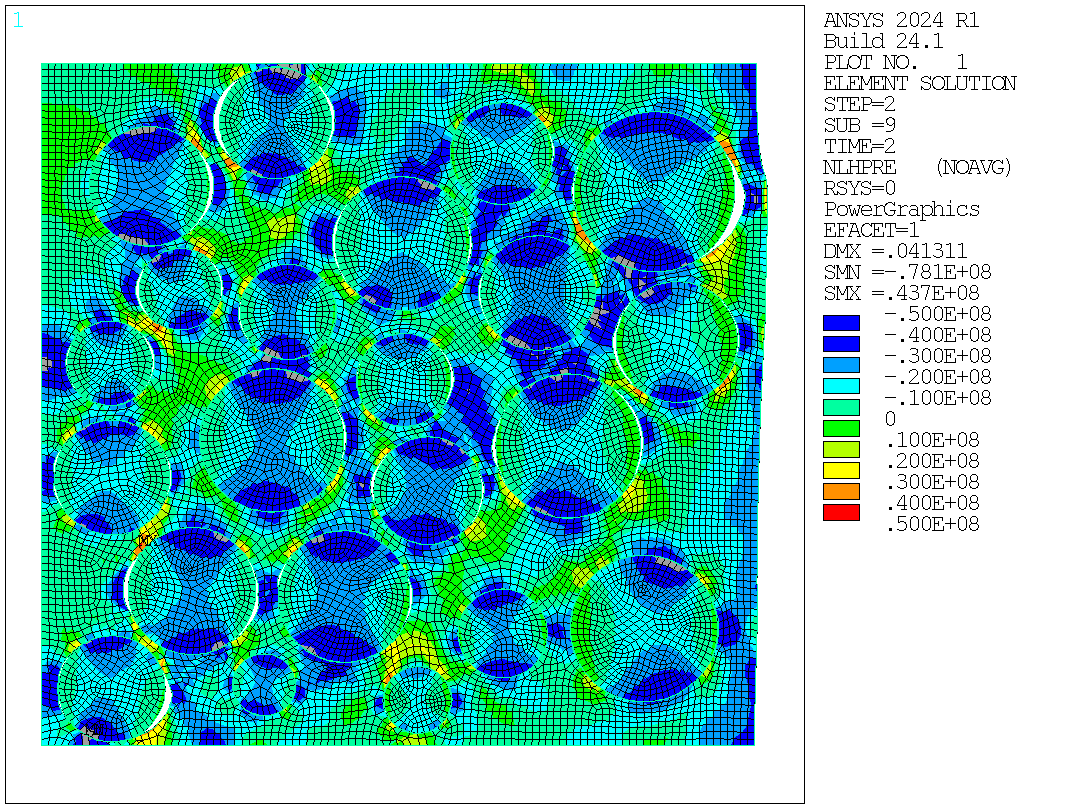 1
ANSYS 2024 R1
Build 24.1
PLOT NO.   1
ELEMENT SOLUTION
STEP=2
SUB =9
TIME=2
NLHPRE   (NOAVG)
RSYS=0
PowerGraphics
EFACET=1
DMX =.041311
SMN =-.781E+08
SMX =.437E+08
-.500E+08
-.400E+08
-.300E+08
-.200E+08
-.100E+08
0
.100E+08
.200E+08
.300E+08
.400E+08
.500E+08
MX